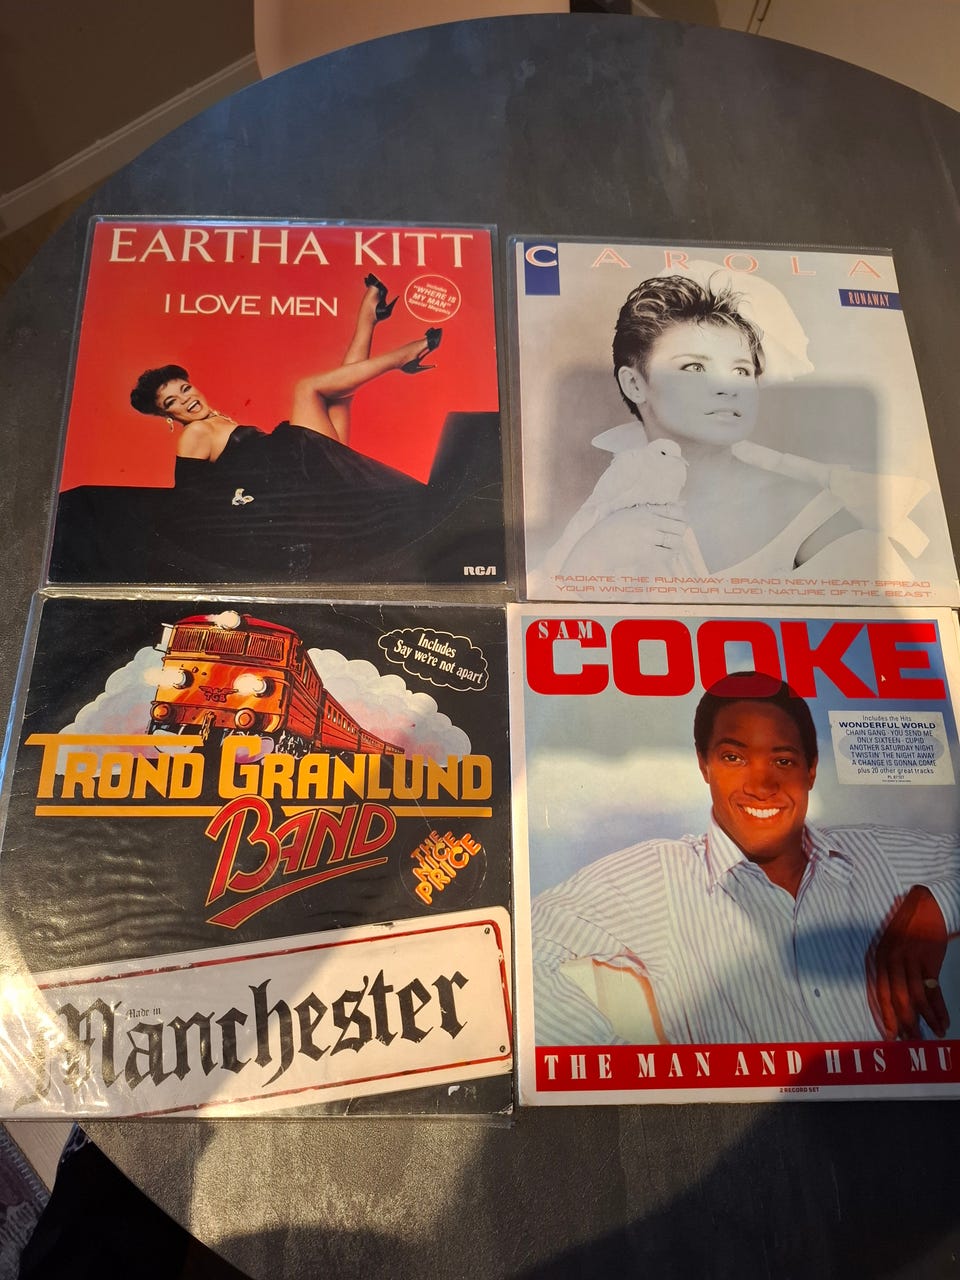 EARTHA KITT
I LOVE MEN
Includes
"WHERE IS
MY MAN"
Special Megamix
RCA
CAROLA
RUNAWAY
·RADIATE·THE RUNAWAY·BRAND NEW HEART·SPREAD
YOUR WINGS (FOR YOUR LOVE)·NATURE OF THE BEAST
Includes
Say we're not apart
TGB
TROND GRANLUND
BAND
THE
NICE
PRICE
Made in
Manchester
SAM
COOKE
Includes the Hits
WONDERFUL WORLD
CHAIN GANG · YOU SEND ME
ONLY SIXTEEN · CUPID
ANOTHER SATURDAY NIGHT
TWISTIN' THE NIGHT AWAY
A CHANGE IS GONNA COME
plus 20 other great tracks
THE MAN AND HIS MU
2 RECORD SET